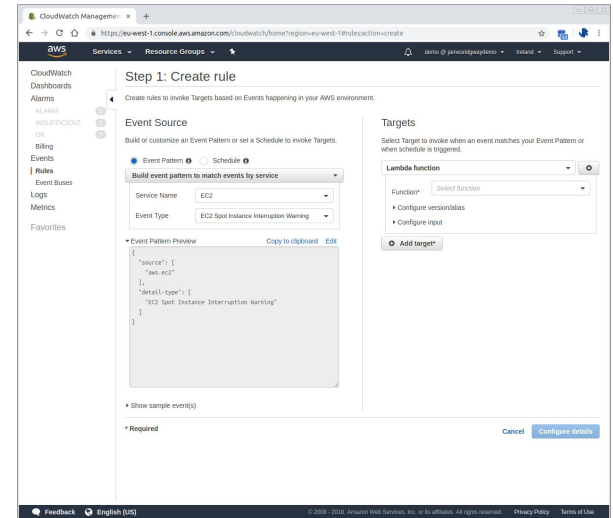 CloudWatch Managemen
https://eu-west-1.console.aws.amazon.com/cloudwatch/home?region=eu-west-1#rules:action=create
aws
Services
Resource Groups
demo @ jamesridgwaydemo
Ireland
Support
CloudWatch
Dashboards
Alarms
ALARM 0
INSUFFICIENT 0
OK 0
Billing
Events
Rules
Event Buses
Logs
Metrics
Favorites
Step 1: Create rule
Create rules to invoke Targets based on Events happening in your AWS environment.
Event Source
Build or customize an Event Pattern or set a Schedule to invoke Targets.
Event Pattern
Schedule
Build event pattern to match events by service
Service Name EC2
Event Type EC2 Spot Instance Interruption Warning
Event Pattern Preview Copy to clipboard Edit
{
"source": [
"aws.ec2"
],
"detail-type": [
"EC2 Spot Instance Interruption Warning"
]
}
Show sample event(s)
* Required
Targets
Select Target to invoke when an event matches your Event Pattern or
when schedule is triggered.
Lambda function
Function* Select function
Configure version/alias
Configure input
Add target*
Cancel Configure details
Feedback English (US)
© 2008 - 2018, Amazon Web Services, Inc. or its affiliates. All rights reserved. Privacy Policy Terms of Use